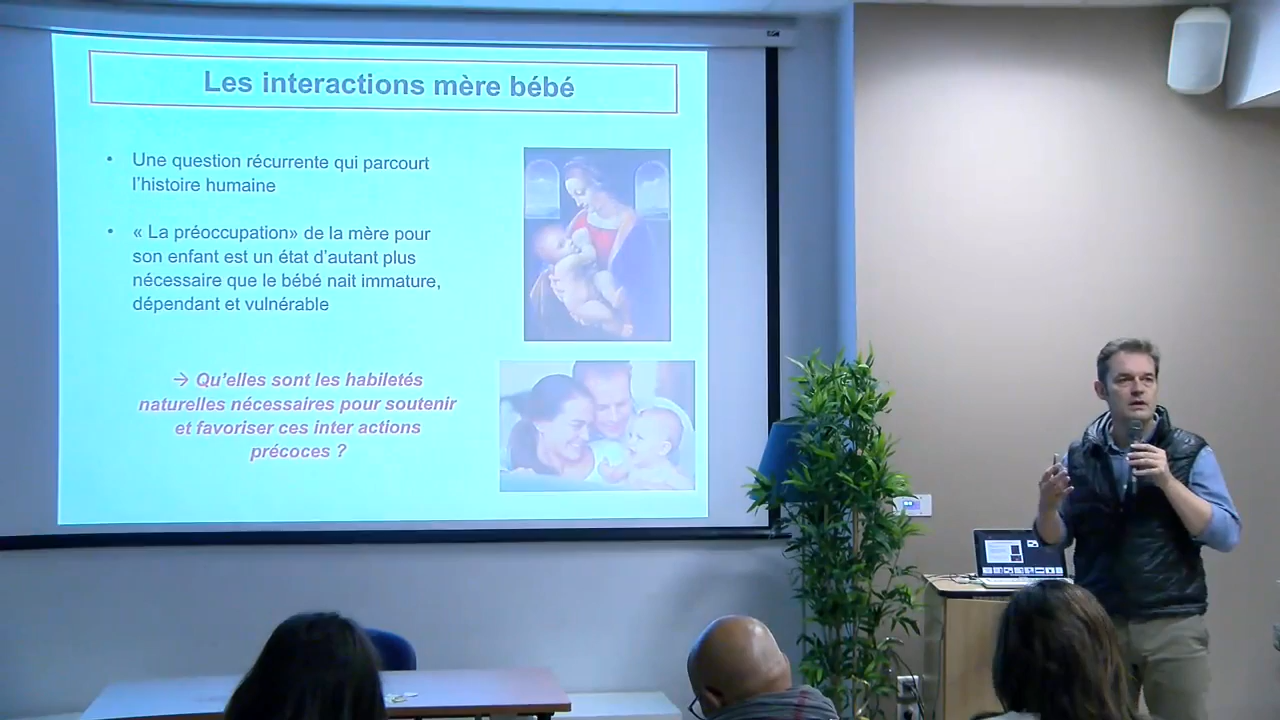 Les interactions mère bébé
• Une question récurrente qui parcourt
l'histoire humaine
• « La préoccupation» de la mère pour
son enfant est un état d'autant plus
nécessaire que le bébé nait immature,
dépendant et vulnérable
→ Qu'elles sont les habiletés
naturelles nécessaires pour soutenir
et favoriser ces inter actions
précoces ?